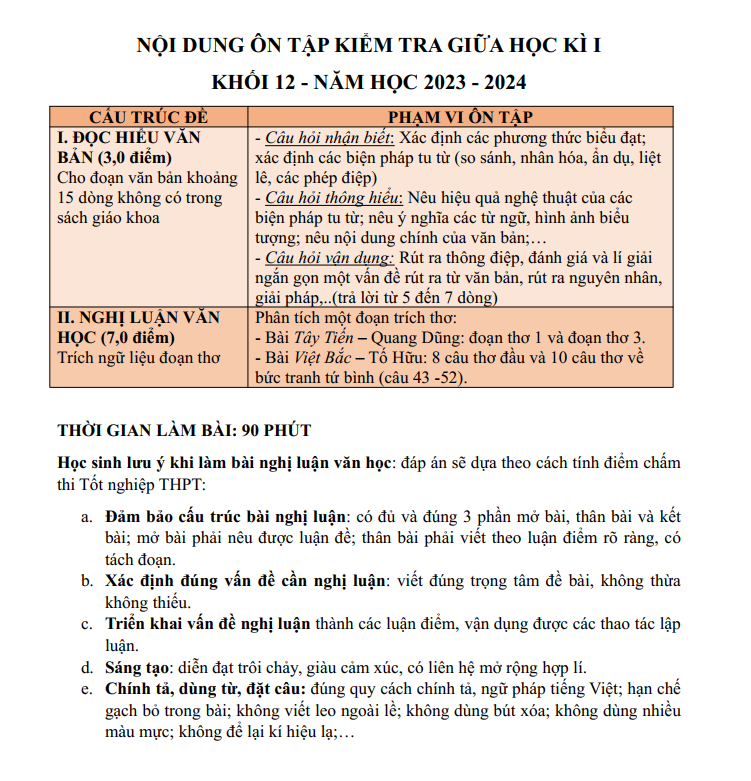 NỘI DUNG ÔN TẬP KIỂM TRA GIỮA HỌC KÌ I
KHỐI 12 - NĂM HỌC 2023 - 2024
CẤU TRÚC ĐỀ
PHẠM VI ÔN TẬP
I. ĐỌC HIỂU VĂN
BẢN (3,0 điểm)
Cho đoạn văn bản khoảng
15 dòng không có trong
sách giáo khoa
- Câu hỏi nhận biết: Xác định các phương thức biểu đạt;
xác định các biện pháp tu từ (so sánh, nhân hóa, ẩn dụ, liệt
lê, các phép điệp)
- Câu hỏi thông hiểu: Nêu hiệu quả nghệ thuật của các
biện pháp tu từ; nêu ý nghĩa các từ ngữ, hình ảnh biểu
tượng; nêu nội dung chính của văn bản;…
- Câu hỏi vận dụng: Rút ra thông điệp, đánh giá và lí giải
ngắn gọn một vấn đề rút ra từ văn bản, rút ra nguyên nhân,
giải pháp,..(trả lời từ 5 đến 7 dòng)
II. NGHỊ LUẬN VĂN
HỌC (7,0 điểm)
Trích ngữ liệu đoạn thơ
Phân tích một đoạn trích thơ:
- Bài Tây Tiến – Quang Dũng: đoạn thơ 1 và đoạn thơ 3.
- Bài Việt Bắc – Tố Hữu: 8 câu thơ đầu và 10 câu thơ về
bức tranh tứ bình (câu 43 -52).
THỜI GIAN LÀM BÀI: 90 PHÚT
Học sinh lưu ý khi làm bài nghị luận văn học: đáp án sẽ dựa theo cách tính điểm chấm
thi Tốt nghiệp THPT:
a. Đảm bảo cấu trúc bài nghị luận: có đủ và đúng 3 phần mở bài, thân bài và kết
bài; mở bài phải nêu được luận đề; thân bài phải viết theo luận điểm rõ ràng, có
tách đoạn.
b. Xác định đúng vấn đề cần nghị luận: viết đúng trọng tâm đề bài, không thừa
không thiếu.
c. Triển khai vấn đề nghị luận thành các luận điểm, vận dụng được các thao tác lập
luận.
d. Sáng tạo: diễn đạt trôi chảy, giàu cảm xúc, có liên hệ mở rộng hợp lí.
e. Chính tả, dùng từ, đặt câu: đúng quy cách chính tả, ngữ pháp tiếng Việt; hạn chế
gạch bỏ trong bài; không viết leo ngoài lề; không dùng bút xóa; không dùng nhiều
màu mực; không để lại kí hiệu lạ;…